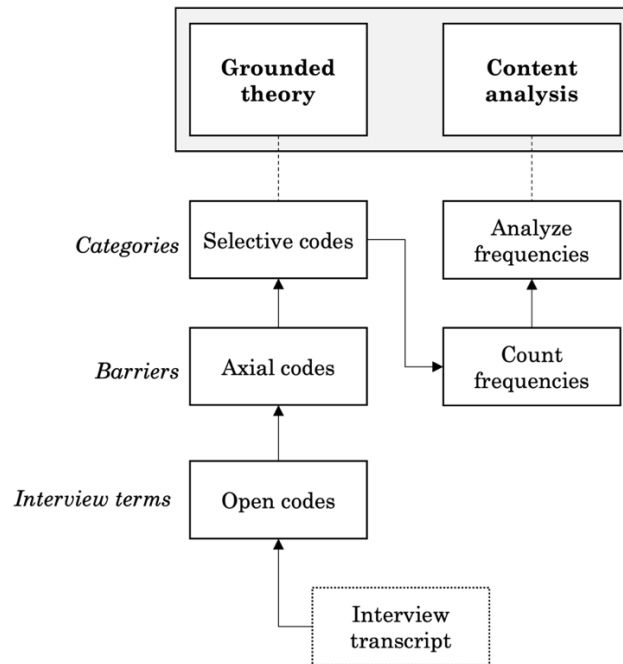 Grounded
theory
Content
analysis
Categories
Selective codes
Analyze
frequencies
Barriers
Axial codes
Count
frequencies
Interview terms
Open codes
Interview
transcript